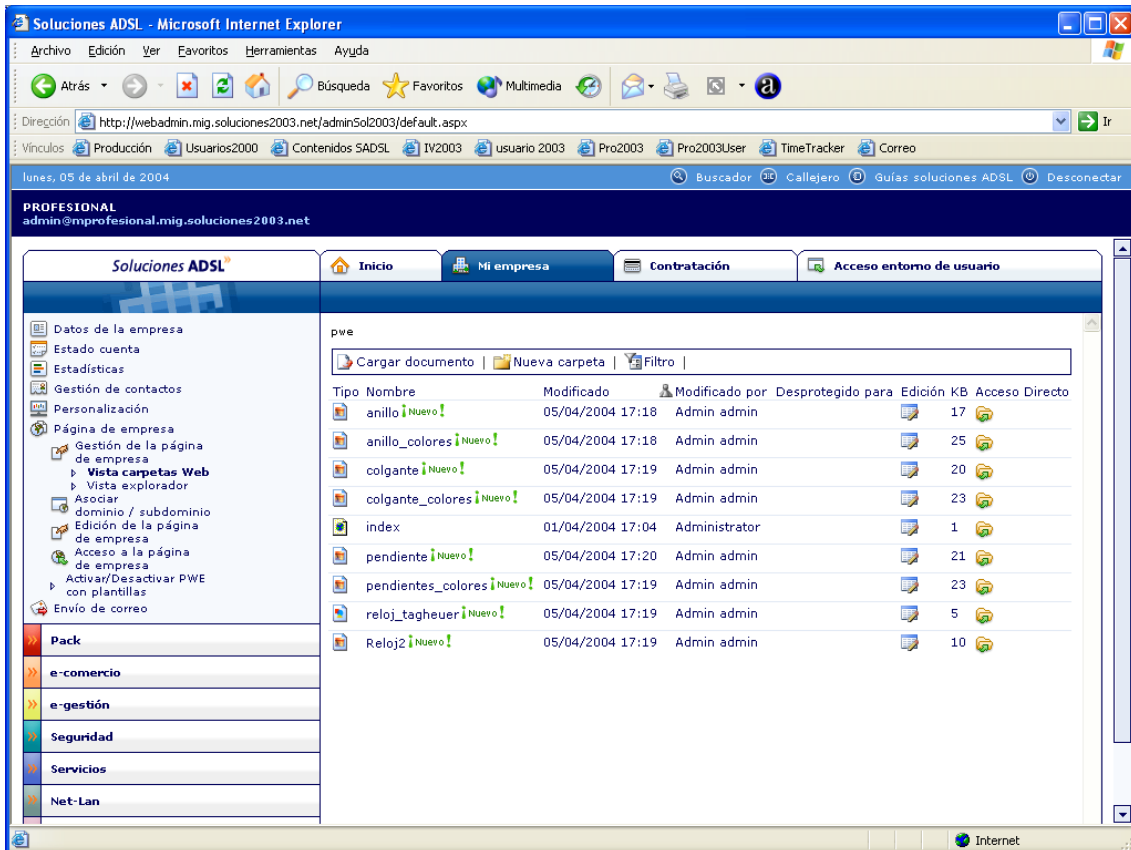 Soluciones ADSL - Microsoft Internet Explorer
Archivo Edición Ver Favoritos Herramientas Ayuda
Atrás Búsqueda Favoritos Multimedia a
Dirección http://webadmin.mig.soluciones2003.net/adminSol2003/default.aspx Ir
Vínculos Producción Usuarios2000 Contenidos SADSL IV2003 usuario 2003 Pro2003 Pro2003User TimeTracker Correo
lunes, 05 de abril de 2004 Buscador Callejero Guías soluciones ADSL Desconectar
PROFESIONAL
admin@mprofesional.mig.soluciones2003.net
Soluciones ADSL» Inicio Mi empresa Contratación Acceso entorno de usuario
Datos de la empresa
Estado cuenta
Estadísticas
Gestión de contactos
Personalización
Página de empresa
Gestión de la página
de empresa
Vista carpetas Web
Vista explorador
Asociar
dominio / subdominio
Edición de la página
de empresa
Acceso a la página
de empresa
Activar/Desactivar PWE
con plantillas
Envío de correo
» Pack
» e-comercio
» e-gestión
» Seguridad
» Servicios
» Net-Lan
pwe
Cargar documento | Nueva carpeta | Filtro |
Tipo Nombre Modificado Modificado por Desprotegido para Edición KB Acceso Directo
anillo ¡Nuevo! 05/04/2004 17:18 Admin admin 17
anillo_colores ¡Nuevo! 05/04/2004 17:18 Admin admin 25
colgante ¡Nuevo! 05/04/2004 17:19 Admin admin 20
colgante_colores ¡Nuevo! 05/04/2004 17:19 Admin admin 23
index 01/04/2004 17:04 Administrator 1
pendiente ¡Nuevo! 05/04/2004 17:20 Admin admin 21
pendientes_colores ¡Nuevo! 05/04/2004 17:19 Admin admin 23
reloj_tagheuer ¡Nuevo! 05/04/2004 17:19 Admin admin 5
Reloj2 ¡Nuevo! 05/04/2004 17:19 Admin admin 10
Internet